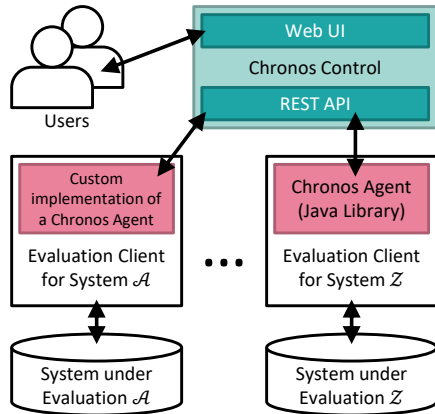 Web UI
Chronos Control
REST API
Users
Custom
implementation of
a Chronos Agent
Evaluation Client
for System 𝒜
...
Chronos Agent
(Java Library)
Evaluation Client
for System 𝒵
System under
Evaluation 𝒜
System under
Evaluation 𝒵